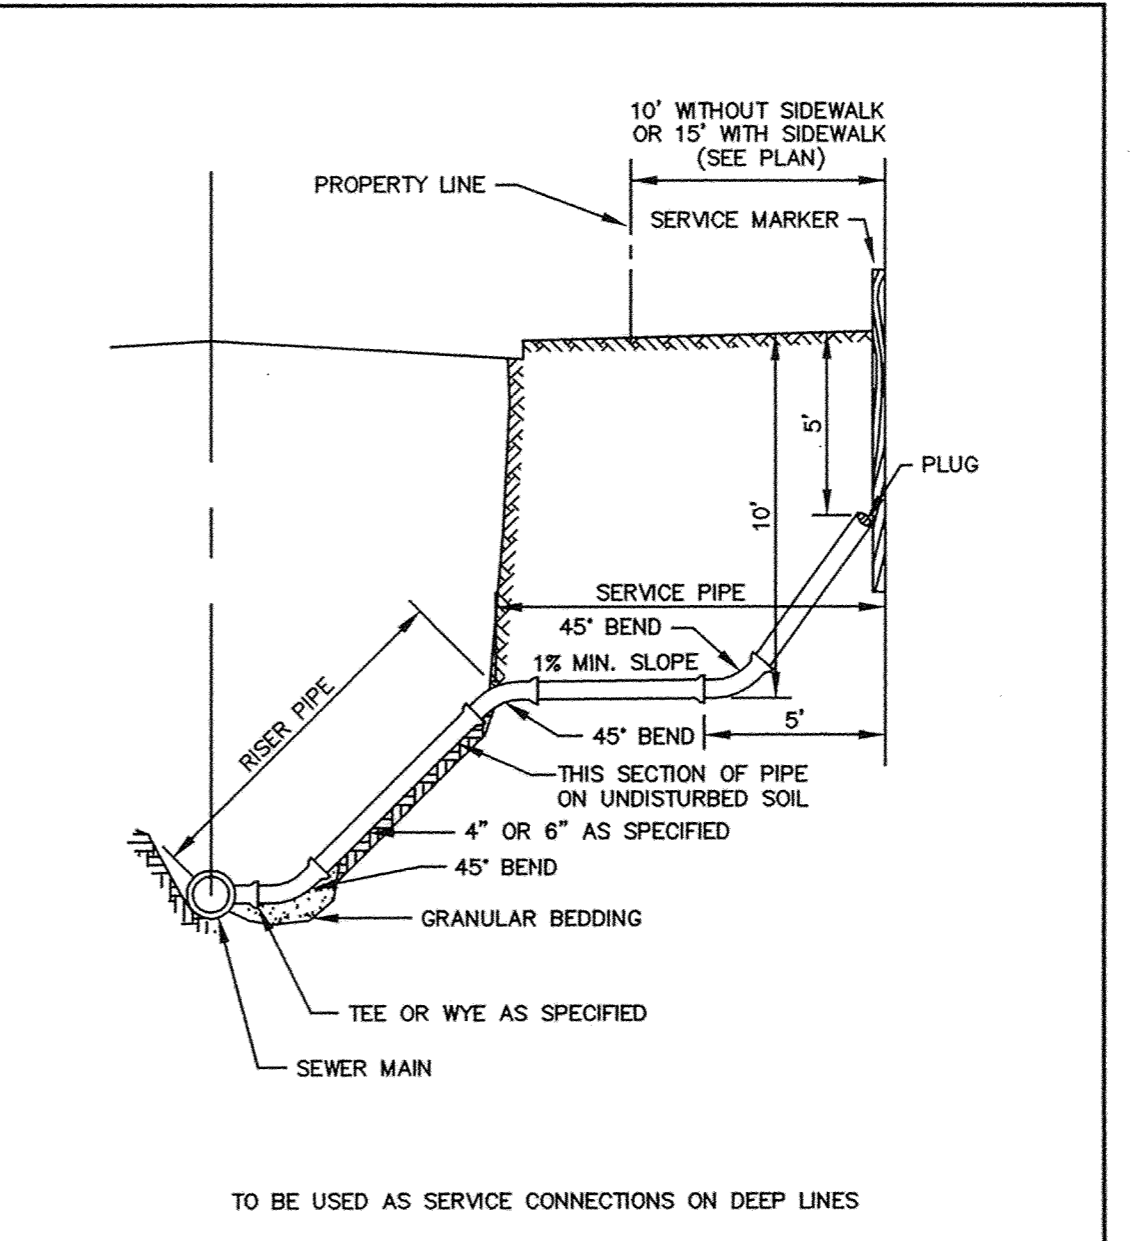 10' WITHOUT SIDEWALK
OR 15' WITH SIDEWALK
(SEE PLAN)
PROPERTY LINE
SERVICE MARKER
5'
PLUG
10'
SERVICE PIPE
45° BEND
1% MIN. SLOPE
RISER PIPE
5'
45° BEND
THIS SECTION OF PIPE
ON UNDISTURBED SOIL
4" OR 6" AS SPECIFIED
45° BEND
GRANULAR BEDDING
TEE OR WYE AS SPECIFIED
SEWER MAIN
TO BE USED AS SERVICE CONNECTIONS ON DEEP LINES